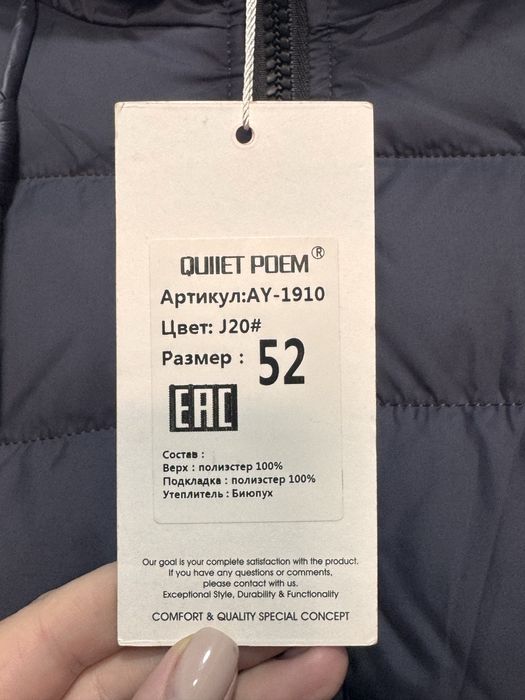 QUIIET POEM®
Артикул:AY-1910
Цвет: J20#
Размер : 52
EAC
Состав :
Верх : полиэстер 100%
Подкладка : полиэстер 100%
Утеплитель : Биюпух
Our goal is your complete satisfaction with the product.
If you have any questions or comments,
please contact with us.
Exceptional Style, Durability & Functionality
COMFORT & QUALITY SPECIAL CONCEPT